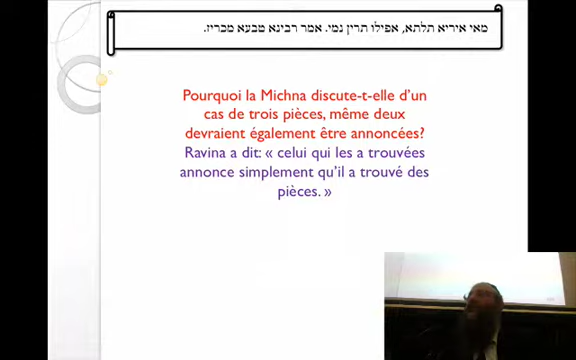 מאי איריא תלתא, אפילו תרין נמי. אמר רבינא טבעא מכריז.
Pourquoi la Michna discute-t-elle d'un
cas de trois pièces, même deux
devraient également être annoncées?
Ravina a dit: « celui qui les a trouvées
annonce simplement qu'il a trouvé des
pièces. »